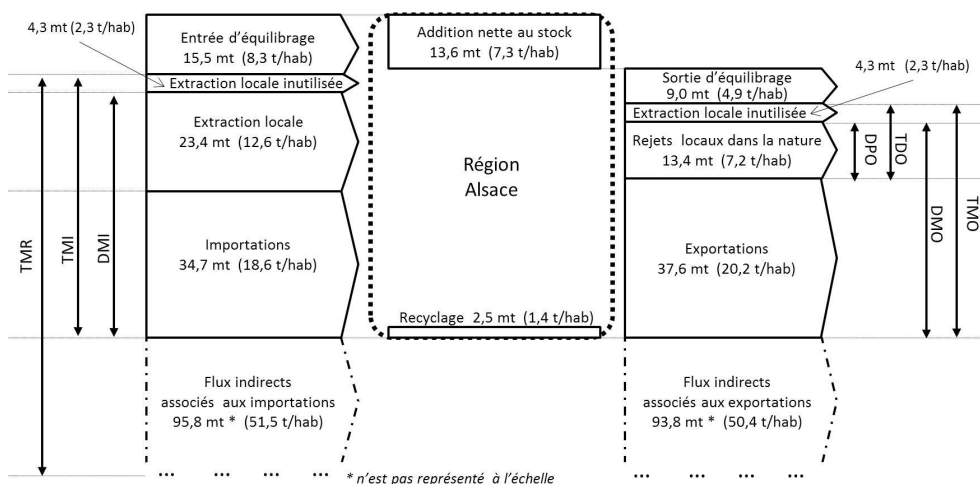 4,3 mt (2,3 t/hab)
Entrée d'équilibrage
15,5 mt (8,3 t/hab)
Extraction locale inutilisée
Extraction locale
23,4 mt (12,6 t/hab)
Importations
34,7 mt (18,6 t/hab)
Flux indirects
associés aux importations
95,8 mt * (51,5 t/hab)
... ... ... ...
TMR
TMI
DMI
Addition nette au stock
13,6 mt (7,3 t/hab)
Région
Alsace
Recyclage 2,5 mt (1,4 t/hab)
* n'est pas représenté à l'échelle
4,3 mt (2,3 t/hab)
Sortie d'équilibrage
9,0 mt (4,9 t/hab)
Extraction locale inutilisée
Rejets locaux dans la nature
13,4 mt (7,2 t/hab)
Exportations
37,6 mt (20,2 t/hab)
Flux indirects
associés aux exportations
93,8 mt * (50,4 t/hab)
... ... ... ...
DPO
TDO
DMO
TMO